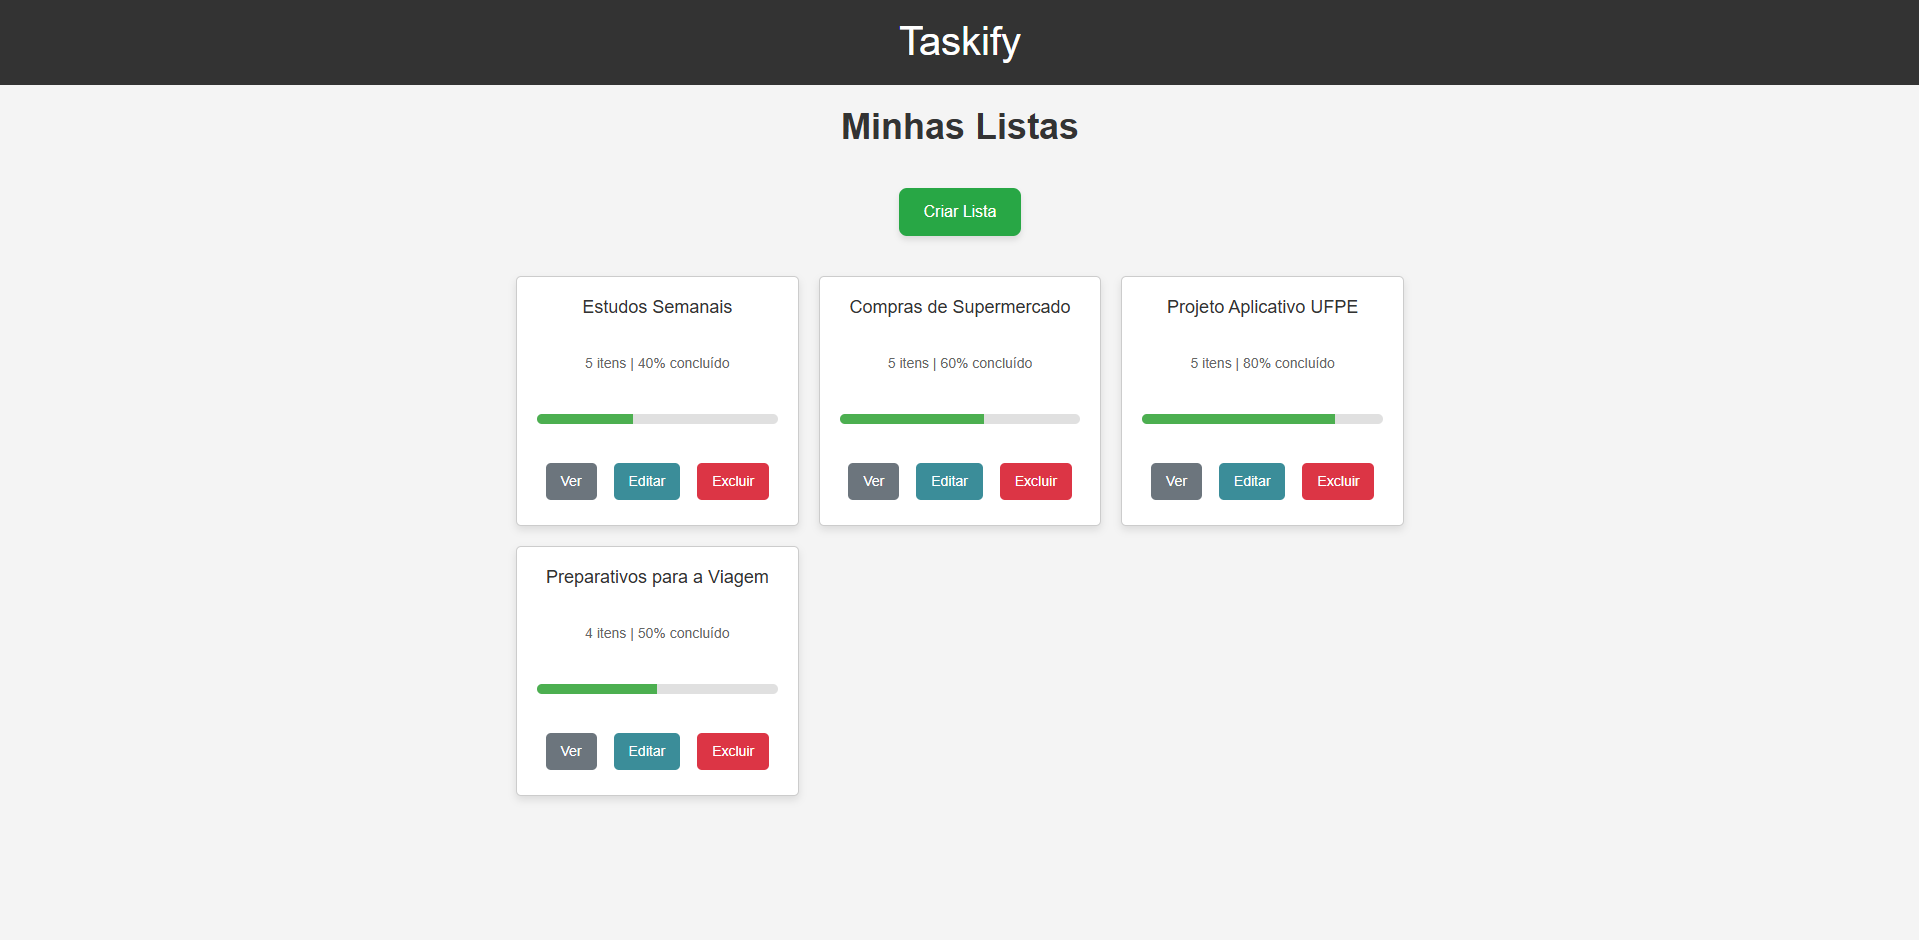 Taskify
Minhas Listas
Criar Lista
Estudos Semanais
5 itens | 40% concluído
Ver Editar Excluir
Compras de Supermercado
5 itens | 60% concluído
Ver Editar Excluir
Projeto Aplicativo UFPE
5 itens | 80% concluído
Ver Editar Excluir
Preparativos para a Viagem
4 itens | 50% concluído
Ver Editar Excluir